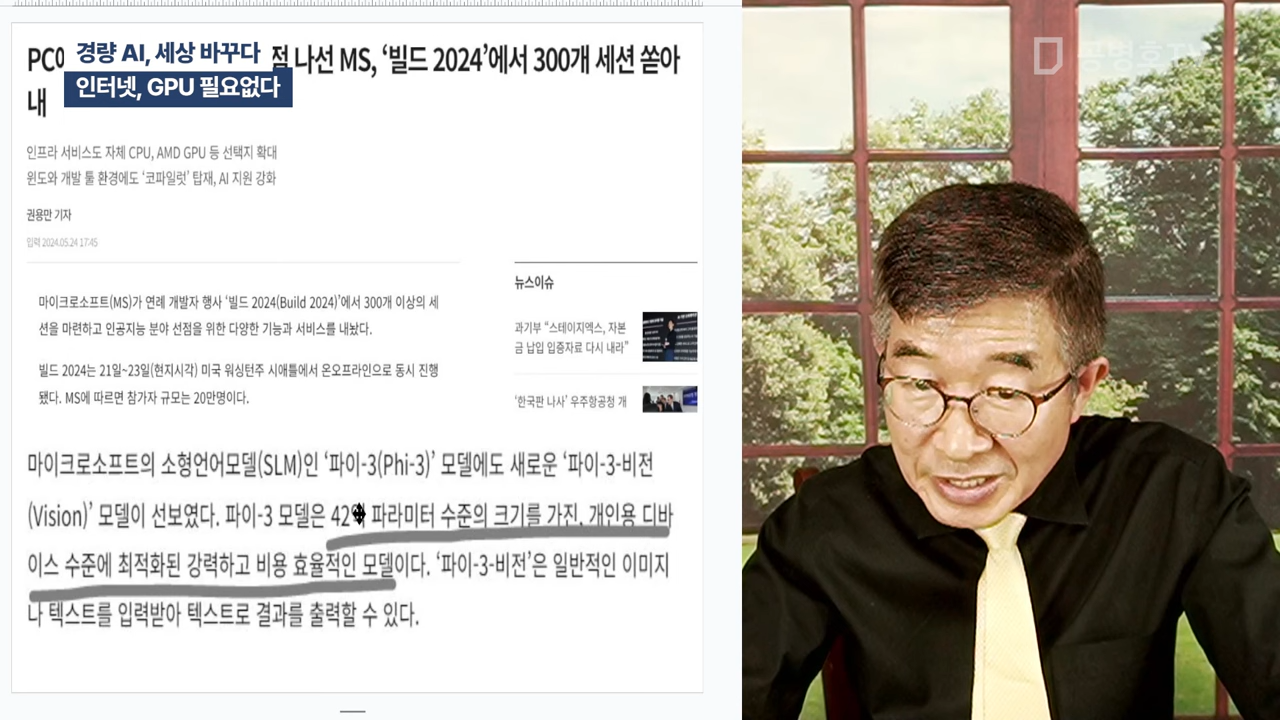 경량 AI, 세상 바꾸다
인터넷, GPU 필요없다
점 나선 MS, ‘빌드 2024’에서 300개 세션 쏟아
내
인프라 서비스도 자체 CPU, AMD GPU 등 선택지 확대
윈도와 개발 툴 환경에도 ‘코파일럿’ 탑재, AI 지원 강화
권용만 기자
입력 2024.05.24 17:45
마이크로소프트(MS)가 연례 개발자 행사 ‘빌드 2024(Build 2024)’에서 300개 이상의 세
션을 마련하고 인공지능 분야 선점을 위한 다양한 기능과 서비스를 내놨다.
빌드 2024는 21일~23일(현지시각) 미국 워싱턴주 시애틀에서 온오프라인으로 동시 진행
됐다. MS에 따르면 참가자 규모는 20만명이다.
뉴스이슈
과기부 “스테이지엑스, 자본
금 납입 입증자료 다시 내라”
‘한국판 나사’ 우주항공청 개
마이크로소프트의 소형언어모델(SLM)인 ‘파이-3(Phi-3)’ 모델에도 새로운 ‘파이-3-비전
(Vision)’ 모델이 선보였다. 파이-3 모델은 42 파라미터 수준의 크기를 가진, 개인용 디바
이스 수준에 최적화된 강력하고 비용 효율적인 모델이다. ‘파이-3-비전’은 일반적인 이미지
나 텍스트를 입력받아 텍스트로 결과를 출력할 수 있다.
공병호TV